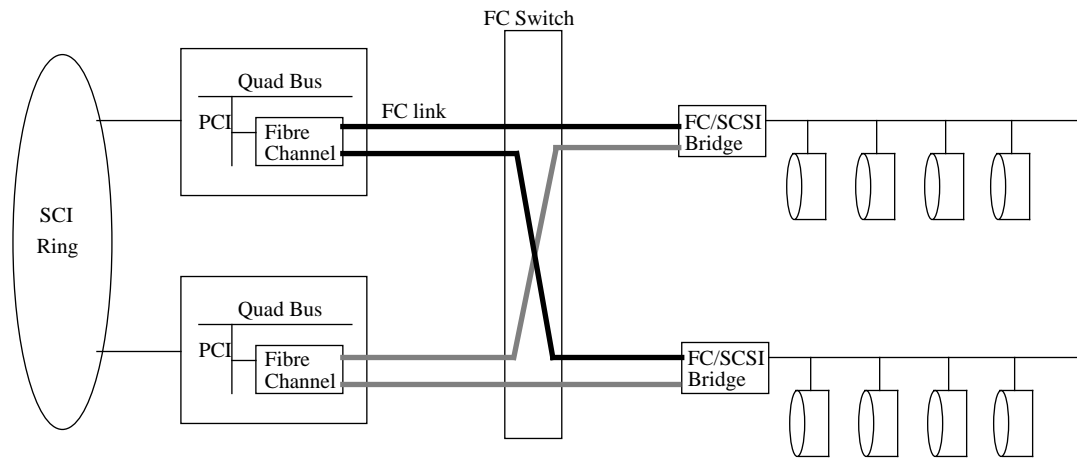 FC Switch
Quad Bus
PCI
Fibre
Channel
FC link
FC/SCSI
Bridge
SCI
Ring
Quad Bus
PCI
Fibre
Channel
FC/SCSI
Bridge